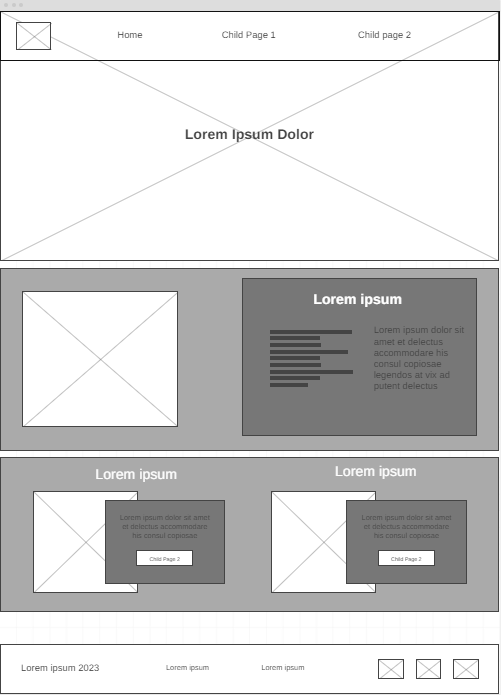 Home
Child Page 1
Child page 2
Lorem Ipsum Dolor
Lorem ipsum
Lorem ipsum dolor sit
amet et delectus
accommodare his
consul copiosae
legendos at vix ad
putent delectus
Lorem ipsum
Lorem ipsum dolor sit amet
et delectus accommodare
his consul copiosae
Child Page 2
Lorem ipsum
Lorem ipsum dolor sit amet
et delectus accommodare
his consul copiosae
Child Page 2
Lorem ipsum 2023
Lorem ipsum
Lorem ipsum